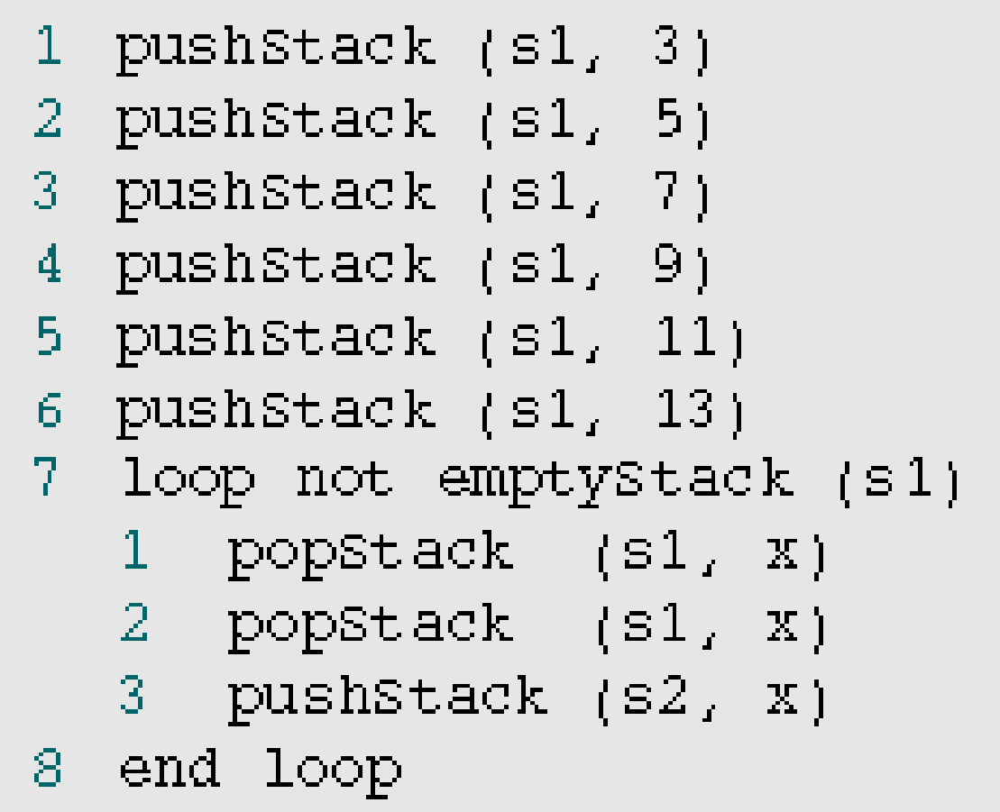 1 pushStack (s1, 3)
2 pushStack (s1, 5)
3 pushStack (s1, 7)
4 pushStack (s1, 9)
5 pushStack (s1, 11)
6 pushStack (s1, 13)
7 loop not emptyStack (s1)
1 popStack (s1, x)
2 popStack (s1, x)
3 pushStack (s2, x)
8 end loop